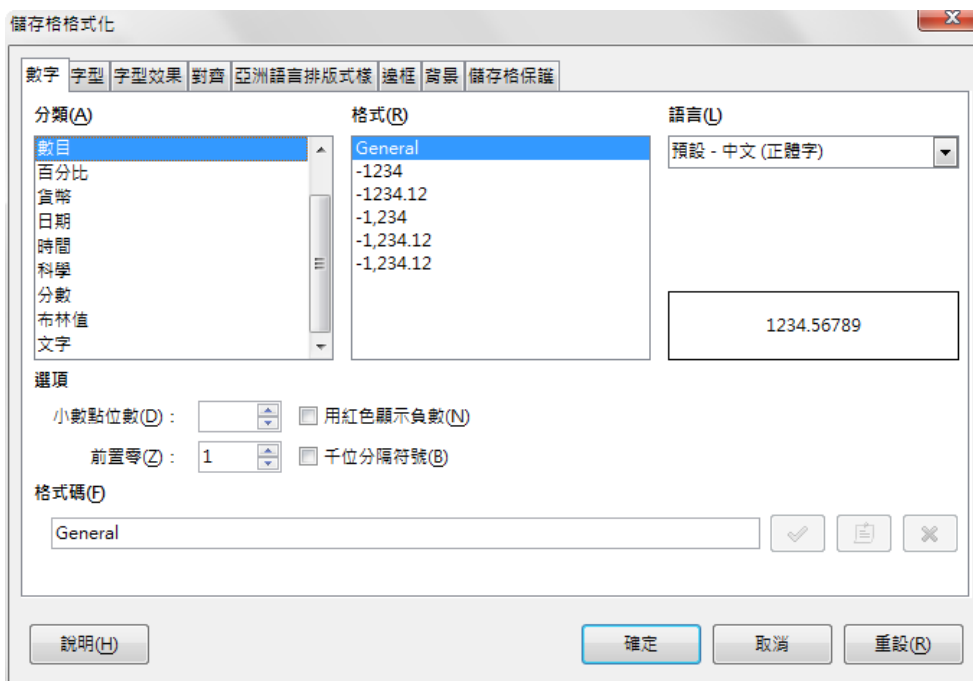 儲存格格式化
數字 字型 字型效果 對齊 亞洲語言排版式樣 邊框 背景 儲存格保護
分類(A)
數目
百分比
貨幣
日期
時間
科學
分數
布林值
文字
格式(R)
General
-1234
-1234.12
-1,234
-1,234.12
-1,234.12
語言(L)
預設 - 中文 (正體字)
1234.56789
選項
小數點位數(D)： 用紅色顯示負數(N)
前置零(Z)： 1 千位分隔符號(B)
格式碼(F)
General
說明(H) 確定 取消 重設(R)